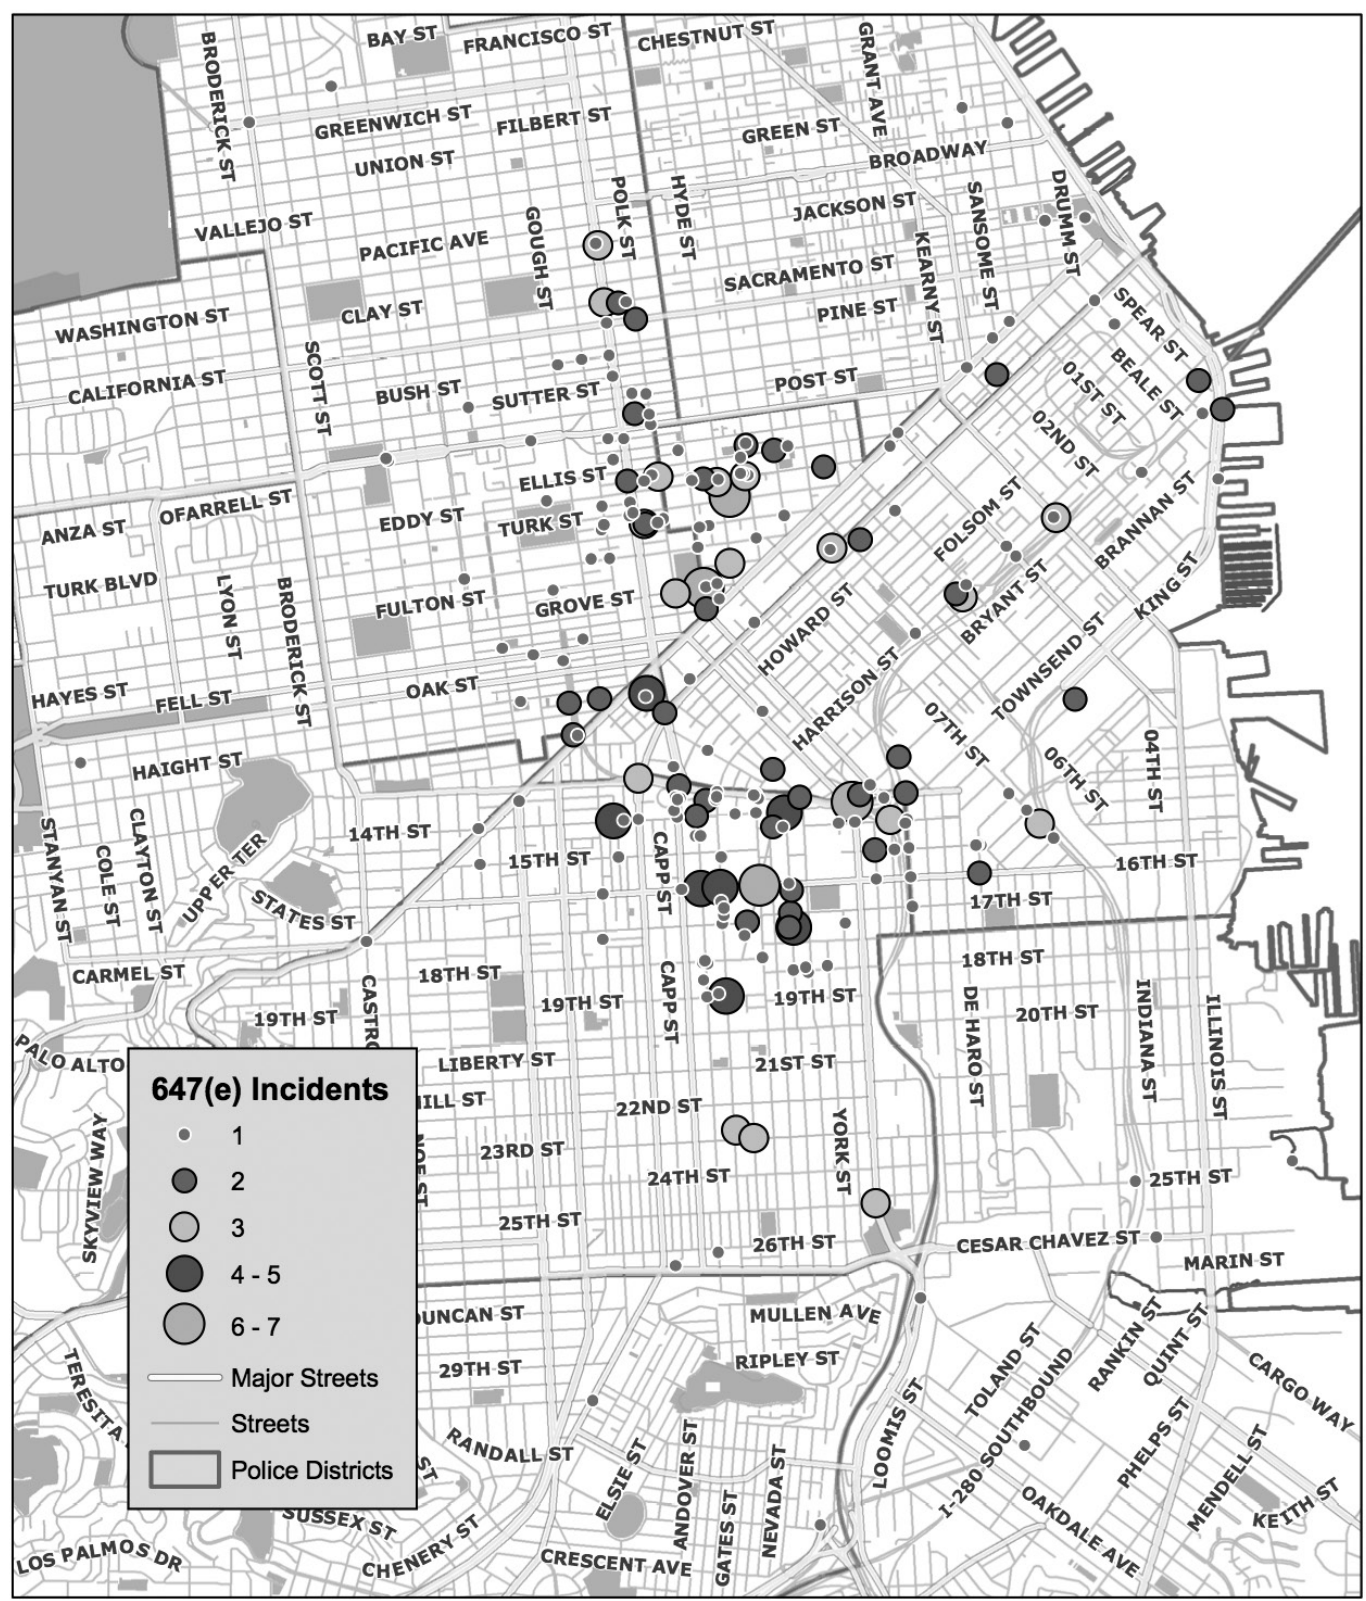 BAY ST
FRANCISCO ST
CHESTNUT ST
GRANT AVE
BRODERICK ST
GREENWICH ST
FILBERT ST
GREEN ST
UNION ST
BROADWAY
POLK ST
HYDE ST
JACKSON ST
SANSOME ST
DRUMM ST
VALLEJO ST
PACIFIC AVE
GOUGH ST
KEARNY ST
SACRAMENTO ST
WASHINGTON ST
CLAY ST
PINE ST
SPEAR ST
CALIFORNIA ST
SCOTT ST
BUSH ST
SUTTER ST
POST ST
BEALE ST
01ST ST
02ND ST
ELLIS ST
OFARRELL ST
ANZA ST
EDDY ST
TURK ST
FOLSOM ST
BRANNAN ST
TURK BLVD
LYON ST
BRODERICK ST
FULTON ST
GROVE ST
HOWARD ST
BRYANT ST
KING ST
HAYES ST
FELL ST
OAK ST
HARRISON ST
TOWNSEND ST
HAIGHT ST
07TH ST
06TH ST
04TH ST
STANYAN ST
COLE ST
CLAYTON ST
UPPER TER
14TH ST
15TH ST
CAPP ST
16TH ST
STATES ST
17TH ST
CARMEL ST
CASTRO
18TH ST
19TH ST
CAPP ST
19TH ST
18TH ST
19TH ST
DE HARO ST
20TH ST
INDIANA ST
ILLINOIS ST
PALO ALTO
LIBERTY ST
21ST ST
HILL ST
22ND ST
YORK ST
NOE ST
23RD ST
24TH ST
25TH ST
SKYVIEW WAY
25TH ST
26TH ST
CESAR CHAVEZ ST
MARIN ST
647(e) Incidents
1
2
3
4 - 5
6 - 7
Major Streets
Streets
Police Districts
DUNCAN ST
MULLEN AVE
29TH ST
RIPLEY ST
TOLAND ST
RANKIN ST
QUINT ST
CARGO WAY
TERESITA
RANDALL ST
ST
ELSIE ST
ANDOVER ST
GATES ST
NEVADA ST
LOOMIS ST
I-280 SOUTHBOUND
PHELPS ST
MENDELL ST
KEITH ST
OAKDALE AVE
SUSSEX ST
LOS PALMOS DR
CHENERY ST
CRESCENT AVE